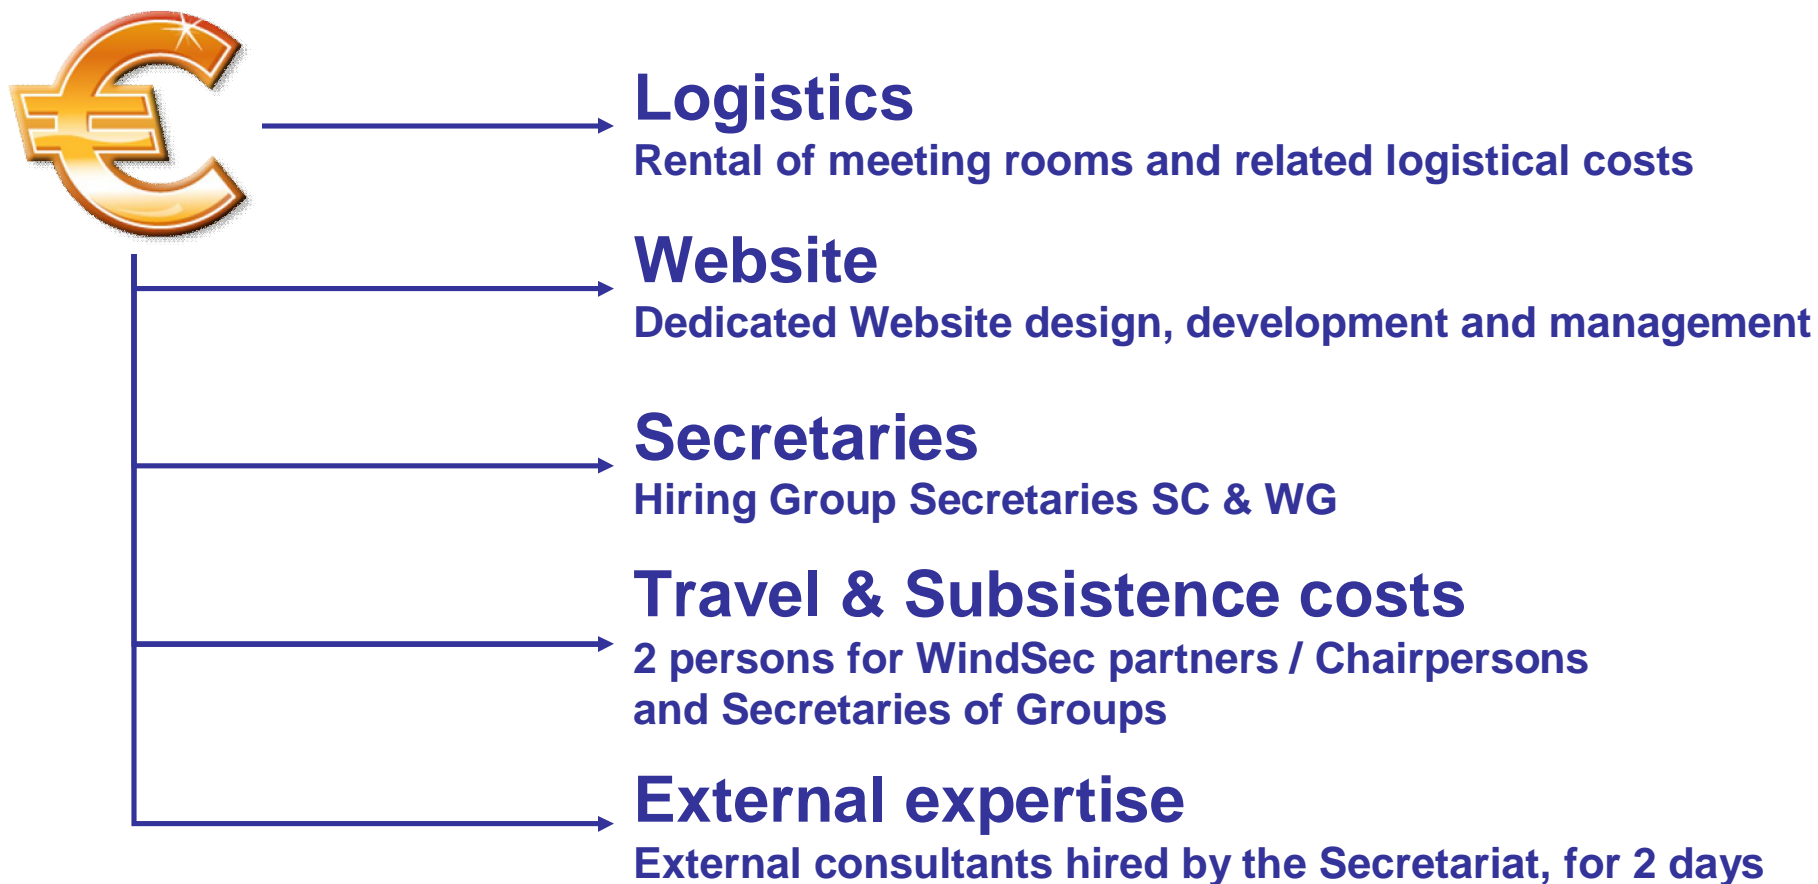 Logistics
Rental of meeting rooms and related logistical costs
Website
Dedicated Website design, development and management
Secretaries
Hiring Group Secretaries SC & WG
Travel & Subsistence costs
2 persons for WindSec partners / Chairpersons
and Secretaries of Groups
External expertise
External consultants hired by the Secretariat, for 2 days